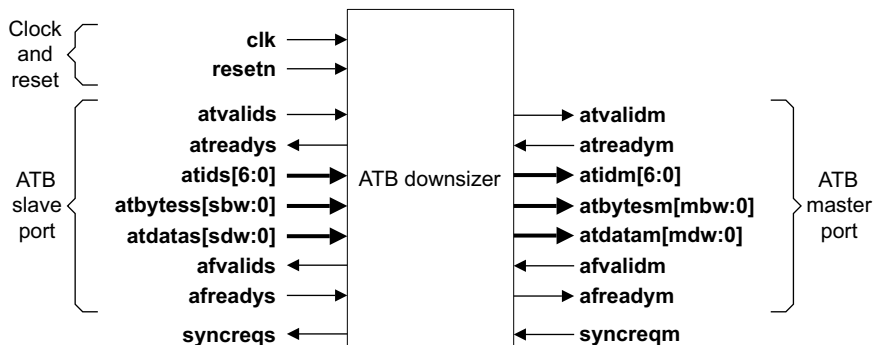 Clock
and
reset
clk
resetn
ATB
slave
port
atvalids
atreadys
atids[6:0]
atbytess[sbw:0]
atdatas[sdw:0]
afvalids
afreadys
syncreqs
ATB downsizer
atvalidm
atreadym
atidm[6:0]
atbytesm[mbw:0]
atdatam[mdw:0]
afvalidm
afreadym
syncreqm
ATB
master
port